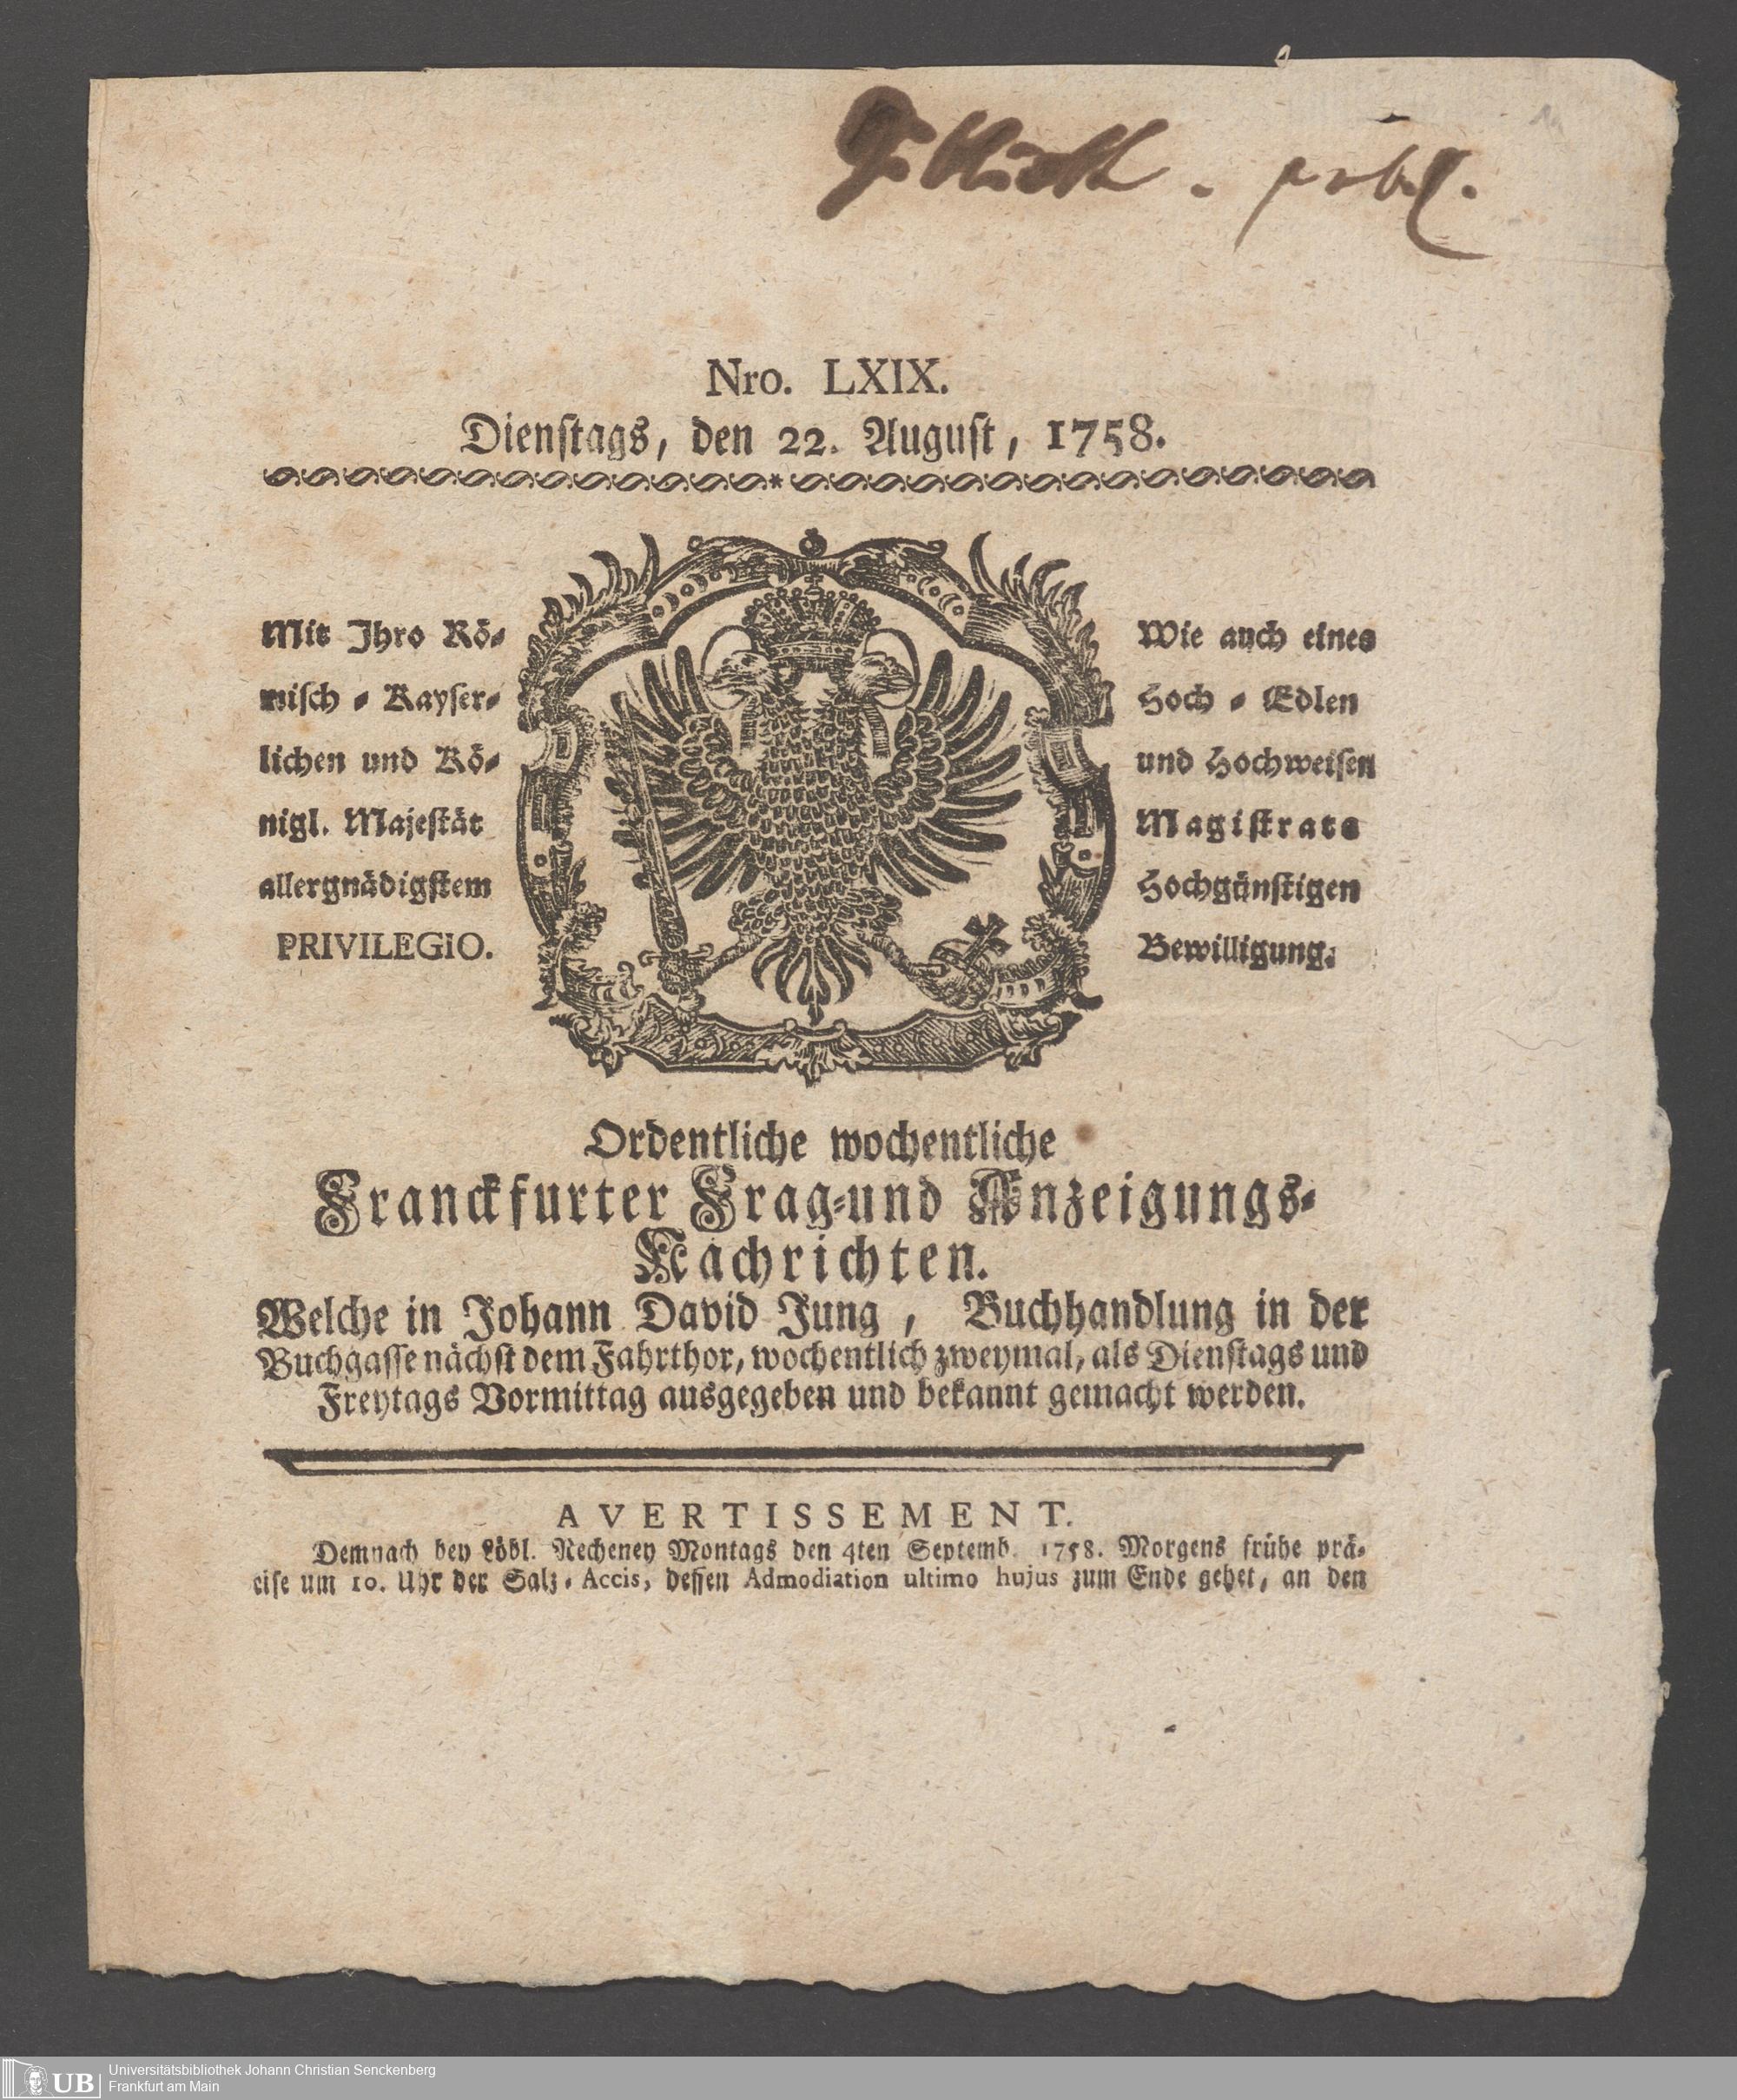 Biblioth. publ.
Nro. LXIX.
Dienstags, den 22. August, 1758.
Mit Ihro Rö-
misch - Kayser-
lichen und Kö-
nigl. Majestät
allergnädigstem
PRIVILEGIO.
Wie auch eines
Hoch - Edlen
und Hochweisen
Magistrats
Hochgünstigen
Bewilligung.
Ordentliche wochentliche
Franckfurter Frag-und Anzeigungs-
Nachrichten.
Welche in Johann David Jung, Buchhandlung in der
Buchgasse nächst dem Fahrthor, wochentlich zweymal, als Dienstags und
Freytags Vormittag ausgegeben und bekannt gemacht werden.
AVERTISSEMENT.
Demnach bey Löbl. Recheney Montags den 4ten Septemb. 1758. Morgens frühe prä-
cise um 10. Uhr der Salz - Accis, dessen Admodiation ultimo hujus zum Ende gehet, an den
UB
Universitätsbibliothek Johann Christian Senckenberg
Frankfurt am Main